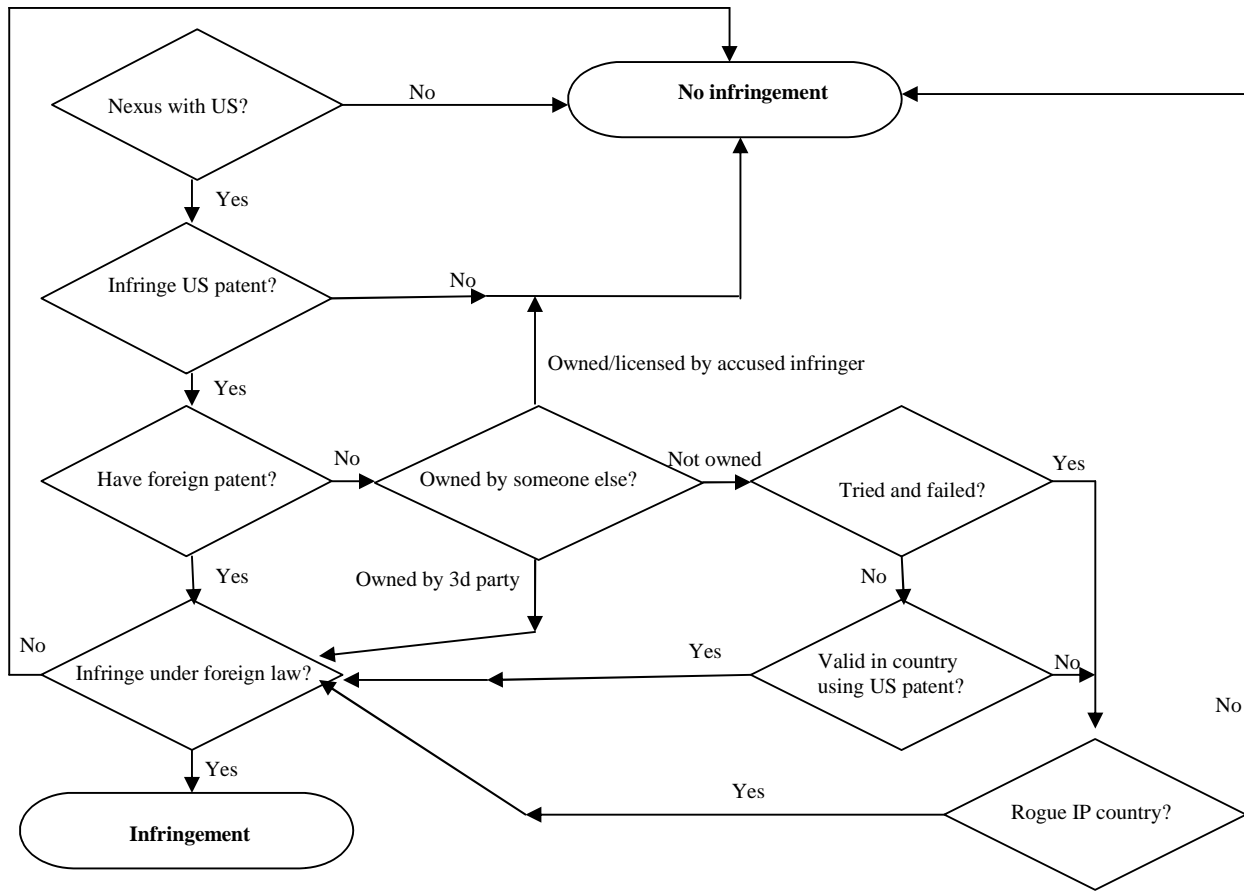 Nexus with US?
No
No infringement
Yes
Infringe US patent?
No
Owned/licensed by accused infringer
Yes
Have foreign patent?
No
Owned by someone else?
Not owned
Tried and failed?
Yes
Yes
Owned by 3d party
No
No
Infringe under foreign law?
Yes
Valid in country
using US patent?
No
No
Yes
Yes
Rogue IP country?
Infringement